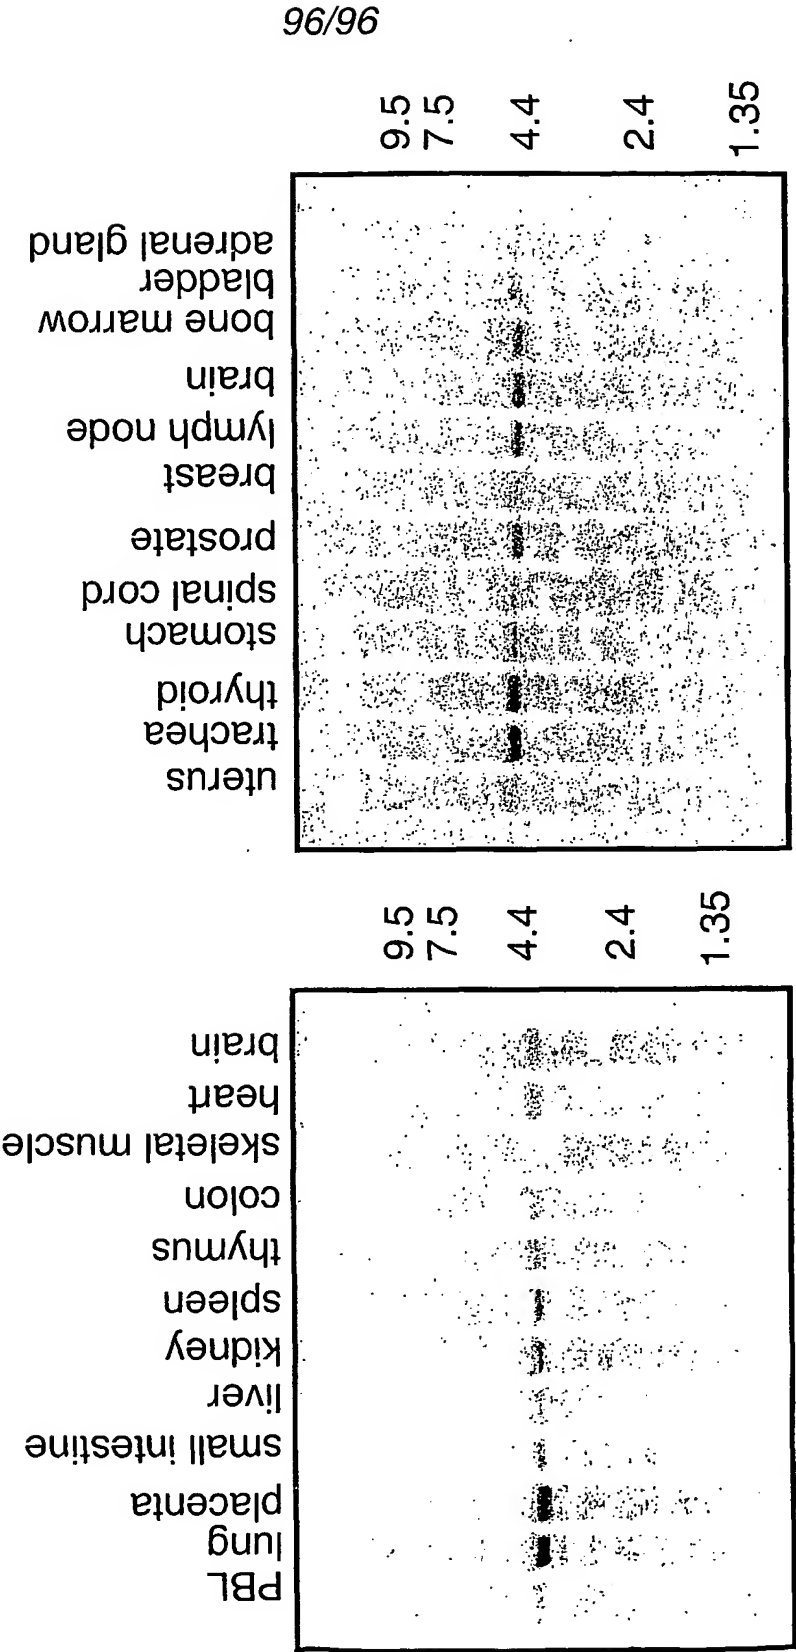 96/96
9.5
7.5
4.4
2.4
1.35
adrenal gland
bladder
bone marrow
brain
lymph node
breast
prostate
spinal cord
stomach
thyroid
trachea
uterus
9.5
7.5
4.4
2.4
1.35
brain
heart
skeletal muscle
colon
thymus
spleen
kidney
liver
small intestine
placenta
lung
PBL